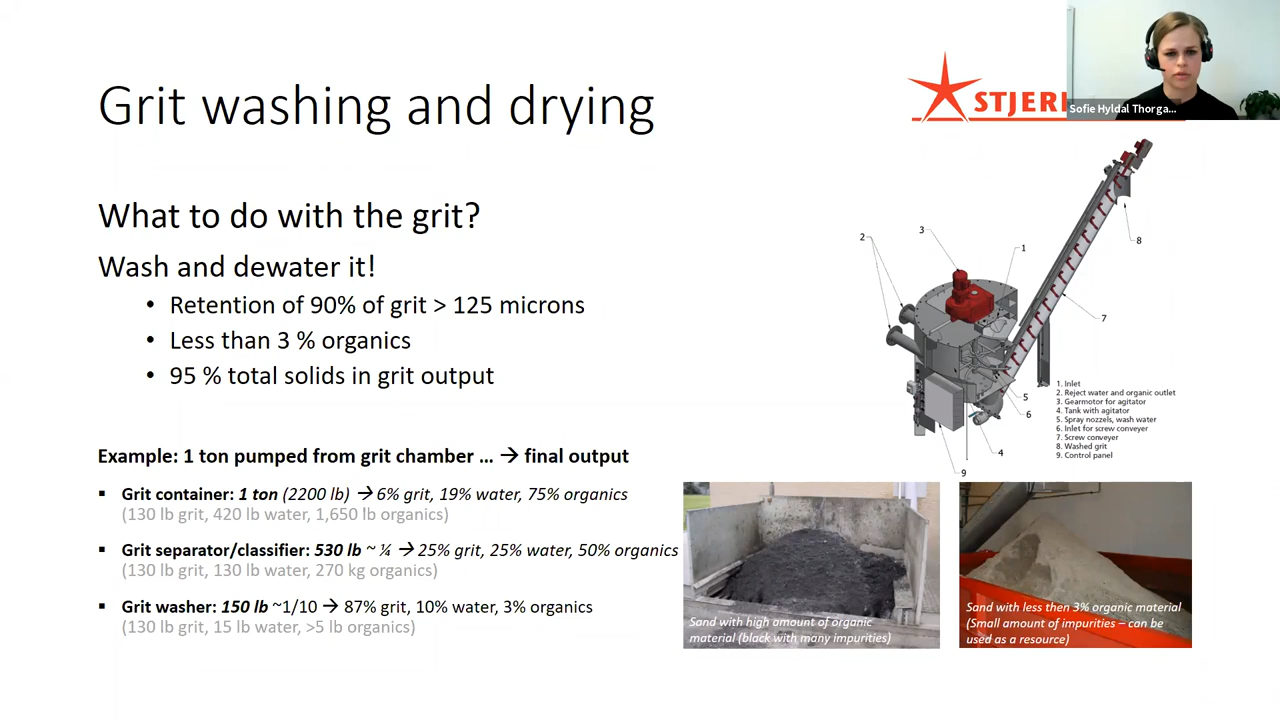 Grit washing and drying
STJER
Sofie Hyldal Thorga...
What to do with the grit?
Wash and dewater it!
• Retention of 90% of grit > 125 microns
• Less than 3 % organics
• 95 % total solids in grit output
Example: 1 ton pumped from grit chamber ... → final output
▪ Grit container: 1 ton (2200 lb) → 6% grit, 19% water, 75% organics
(130 lb grit, 420 lb water, 1,650 lb organics)
▪ Grit separator/classifier: 530 lb ~ ¼ → 25% grit, 25% water, 50% organics
(130 lb grit, 130 lb water, 270 kg organics)
▪ Grit washer: 150 lb ~1/10 → 87% grit, 10% water, 3% organics
(130 lb grit, 15 lb water, >5 lb organics)
2
3
1
8
7
5
6
4
9
1. Inlet
2. Reject water and organic outlet
3. Gearmotor for agitator
4. Tank with agitator
5. Spray nozzels, wash water
6. Inlet for screw conveyer
7. Screw conveyer
8. Washed grit
9. Control panel
Sand with high amount of organic
material (black with many impurities)
Sand with less then 3% organic material
(Small amount of impurities – can be
used as a resource)